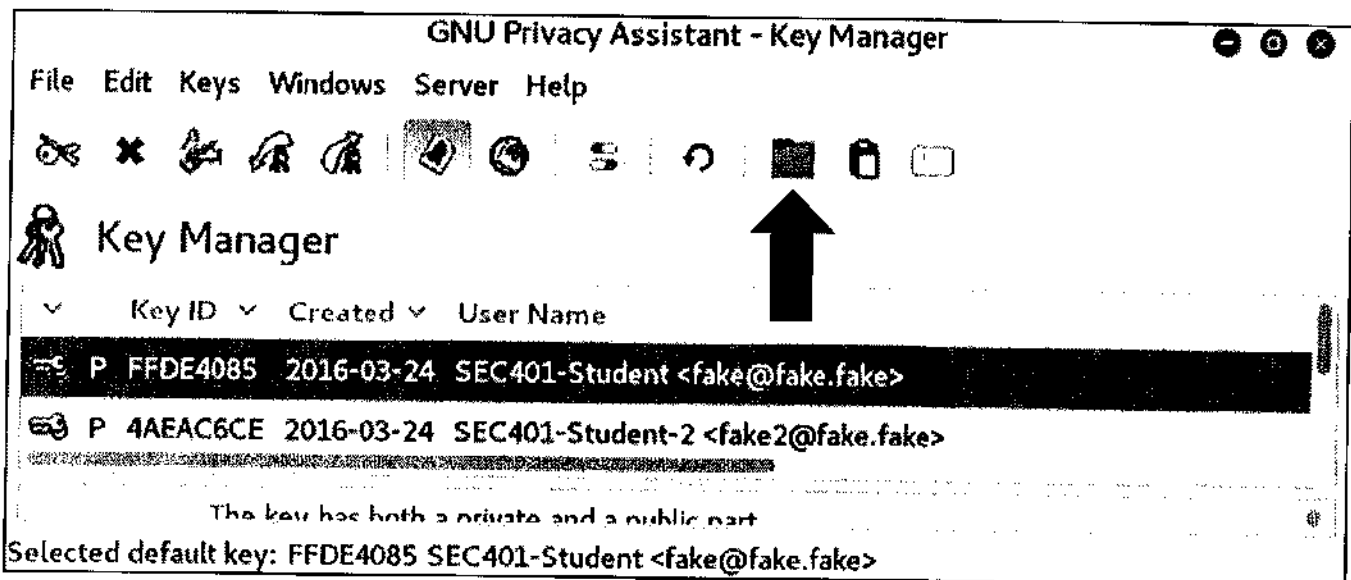 GNU Privacy Assistant - Key Manager
File Edit Keys Windows Server Help
Key Manager
Key ID Created User Name
P FFDE4085 2016-03-24 SEC401-Student <fake@fake.fake>
P 4AEAC6CE 2016-03-24 SEC401-Student-2 <fake2@fake.fake>
The key has both a private and a public part
Selected default key: FFDE4085 SEC401-Student <fake@fake.fake>